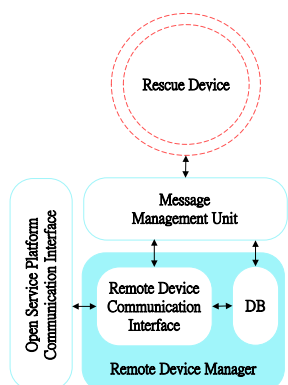 Rescue Device
Message
Management Unit
Open Service Platform
Communication Interface
Remote Device
Communication
Interface
DB
Remote Device Manager